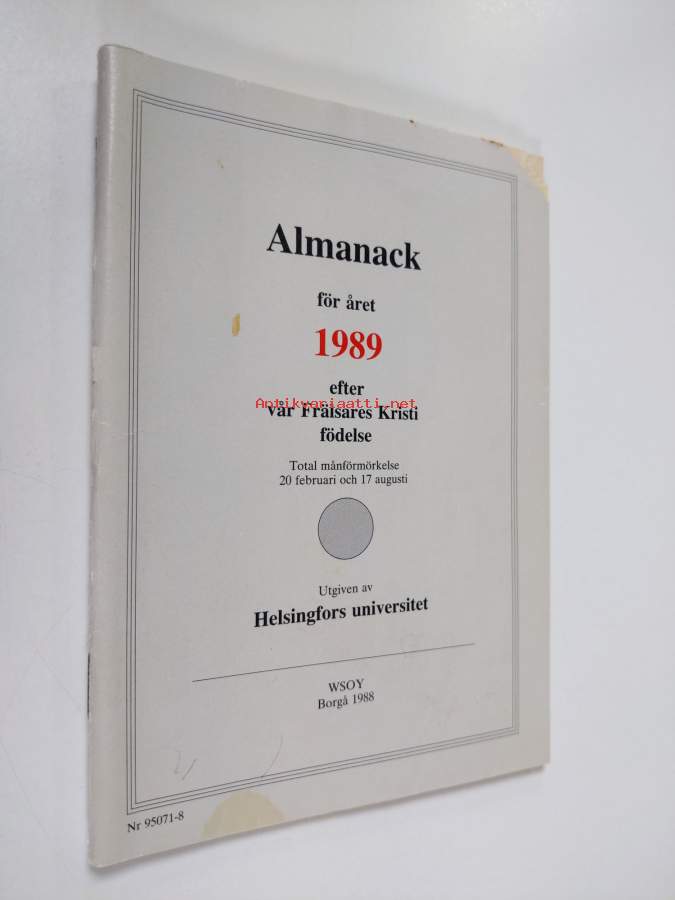 Almanack
för året
1989
efter
Antikvariaatti.net
vår Frälsares Kristi
födelse
Total månförmörkelse
20 februari och 17 augusti
Utgiven av
Helsingfors universitet
WSOY
Borgå 1988
Nr 95071-8